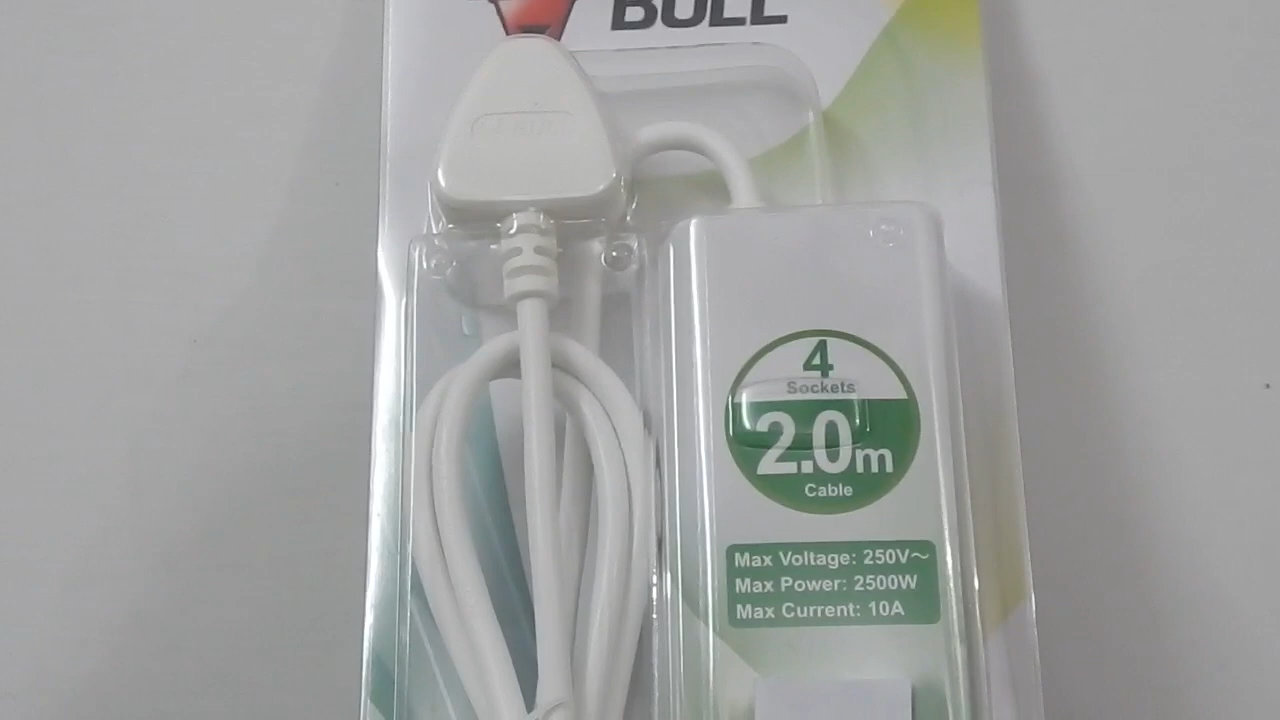 BULL
4
Sockets
2.0m
Cable
Max Voltage: 250V～
Max Power: 2500W
Max Current: 10A